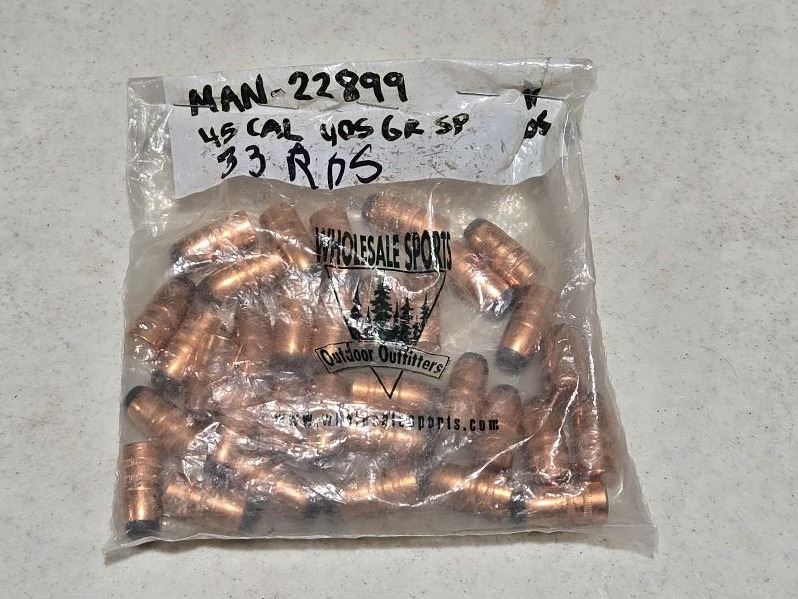 MAN-22899
45 CAL 405 GR SP
33 RDS
WHOLESALE SPORTS
Outdoor Outfitters
www.wholesalesports.com